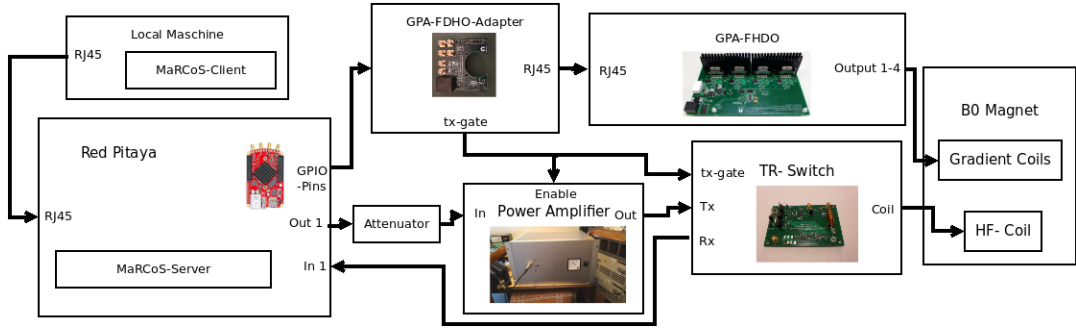 Local Maschine
RJ45
MaRCoS-Client
Red Pitaya
GPIO
-Pins
RJ45
Out 1
In 1
MaRCoS-Server
Attenuator
GPA-FDHO-Adapter
RJ45
tx-gate
GPA-FHDO
RJ45
Output 1-4
Enable
In
Power Amplifier
Out
TR- Switch
tx-gate
Tx
Rx
Coil
B0 Magnet
Gradient Coils
HF- Coil